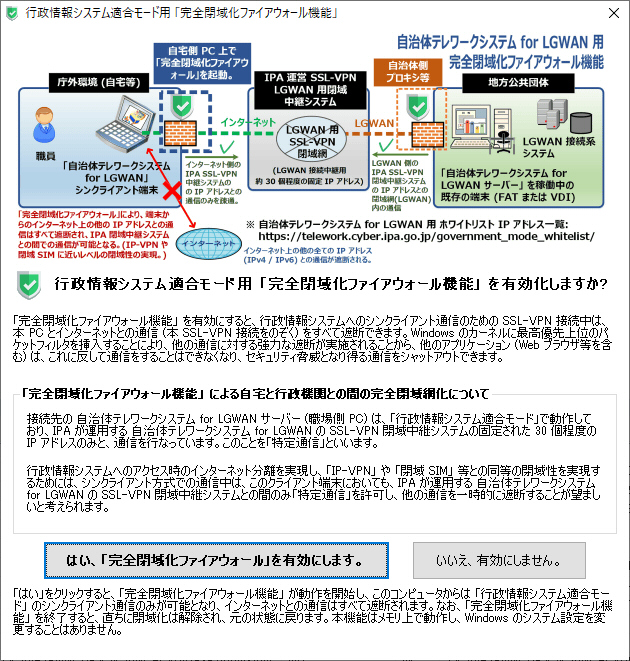 行政情報システム適合モード用「完全閉域化ファイアウォール機能」
自治体テレワークシステム for LGWAN 用
完全閉域化ファイアウォール機能
自宅側 PC 上で
「完全閉域化ファイアウ
ォール」を起動。
庁外環境 (自宅等)
IPA 運営 SSL-VPN
LGWAN 用閉域
中継システム
自治体側
プロキシ等
地方公共団体
職員
インターネット
LGWAN 用
SSL-VPN
閉域網
LGWAN
LGWAN 接続系
システム
「自治体テレワークシステム
for LGWAN」
シンクライアント端末
インターネット側の
IPA SSL-VPN
中継システムの
の IP アドレスとの
通信のみを疎通。
(LGWAN 接続中継用
約 30 個程度の固定 IP アドレス)
LGWAN 側の
IPA SSL-VPN
閉域中継システム
の IP アドレスとの
閉域網(LGWAN)
内の通信
「自治体テレワークシステム for
LGWAN サーバー」を稼働中の
既存の端末 (FAT または VDI)
「完全閉域化ファイアウォール」により、端末から
のインターネット上の他の IP アドレスとの通
信はすべて遮断され、IPA 閉域中継システム
との間での通信が可能となる。(IP-VPN や
閉域 SIM に近いレベルの閉域性の実現。)
インターネット
※ 自治体テレワークシステム for LGWAN 用 ホワイトリスト IP アドレス一覧:
https://telework.cyber.ipa.go.jp/government_mode_whitelist/
インターネット上の他の全ての IP アドレス
(IPv4 / IPv6) との通信が遮断される。
行政情報システム適合モード用「完全閉域化ファイアウォール機能」を有効化しますか?
「完全閉域化ファイアウォール機能」を有効にすると、行政情報システムへのシンクライアント通信のための SSL-VPN 接続中は、
本 PC とインターネットとの通信 (本 SSL-VPN 接続をのぞく) をすべて遮断できます。Windows のカーネルに最高優先上位のパ
ケットフィルタを挿入することにより、他の通信に対する強力な遮断が実施されることから、他のアプリケーション (Web ブラウザ等を含
む) は、これに反して通信をすることはできなくなり、セキュリティ脅威となり得る通信をシャットアウトできます。
「完全閉域化ファイアウォール機能」による自宅と行政機関との間の完全閉域網化について
接続先の 自治体テレワークシステム for LGWAN サーバー (職場側 PC) は、「行政情報システム適合モード」で動作して
おり、IPA が運用する 自治体テレワークシステム for LGWAN の SSL-VPN 閉域中継システムの固定された 30 個程度の
IP アドレスのみと、通信を行なっています。このことを「特定通信」といいます。
行政情報システムへのアクセス時のインターネット分離を実現し、「IP-VPN」や「閉域 SIM」等との同等の閉域性を実現す
るためには、シンクライアント方式での通信中は、このクライアント端末においても、IPA が運用する 自治体テレワークシステム
for LGWAN の SSL-VPN 閉域中継システムとの間のみ「特定通信」を許可し、他の通信を一時的に遮断することが望まし
いと考えられます。
はい、「完全閉域化ファイアウォール」を有効にします。
いいえ、有効にしません。
「はい」をクリックすると、「完全閉域化ファイアウォール機能」が動作を開始し、このコンピュータからは「行政情報システム適合モー
ド」のシンクライアント通信のみが可能となり、インターネットとの通信はすべて遮断されます。なお、「完全閉域化ファイアウォール機
能」を終了すると、直ちに閉域化は解除され、元の状態に戻ります。本機能はメモリ上で動作し、Windows のシステム設定を変
更することはありません。